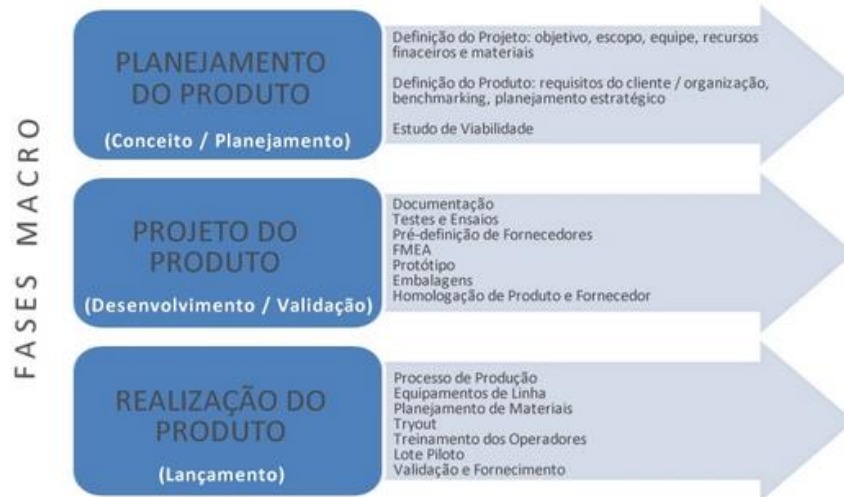 FASES MACRO
PLANEJAMENTO
DO PRODUTO
(Conceito / Planejamento)
Definição do Projeto: objetivo, escopo, equipe, recursos
finaceiros e materiais
Definição do Produto: requisitos do cliente / organização,
benchmarking, planejamento estratégico
Estudo de Viabilidade
PROJETO DO
PRODUTO
(Desenvolvimento / Validação)
Documentação
Testes e Ensaios
Pré-definição de Fornecedores
FMEA
Protótipo
Embalagens
Homologação de Produto e Fornecedor
REALIZAÇÃO DO
PRODUTO
(Lançamento)
Processo de Produção
Equipamentos de Linha
Planejamento de Materiais
Tryout
Treinamento dos Operadores
Lote Piloto
Validação e Fornecimento